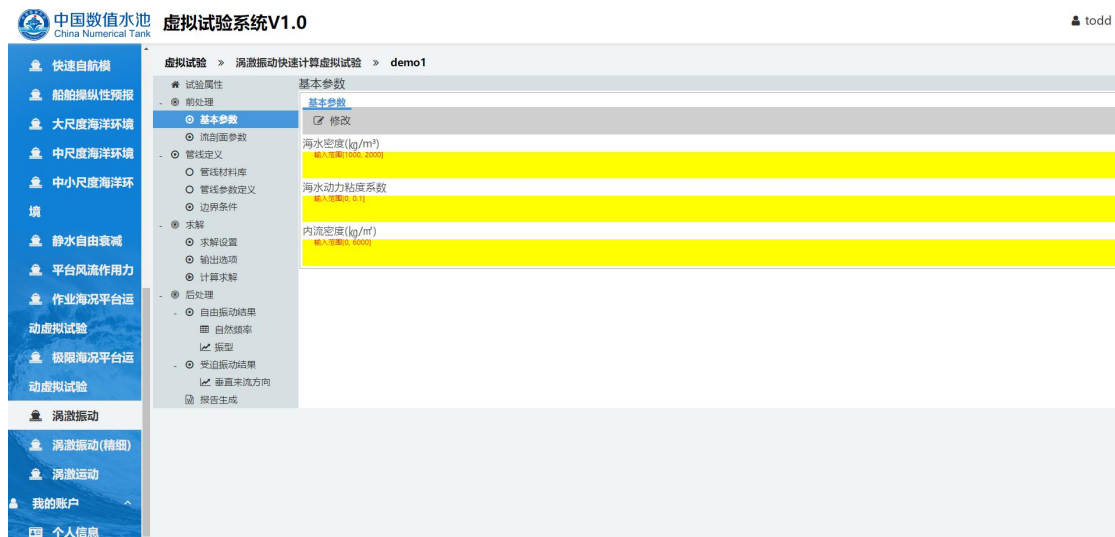 中国数值水池
China Numerical Tank
虚拟试验系统V1.0
todd
快速自航模
船舶操纵性预报
大尺度海洋环境
中尺度海洋环境
中小尺度海洋环
境
静水自由衰减
平台风流作用力
作业海况平台运
动虚拟试验
极限海况平台运
动虚拟试验
涡激振动
涡激振动(精细)
涡激运动
我的账户
个人信息
虚拟试验 » 涡激振动快速计算虚拟试验 » demo1
试验属性
- 前处理
基本参数
流剖面参数
- 管线定义
管线材料库
管线参数定义
边界条件
- 求解
求解设置
输出选项
计算求解
- 后处理
- 自由振动结果
自然频率
振型
- 受迫振动结果
垂直来流方向
报告生成
基本参数
基本参数
修改
海水密度(kg/m³)
输入范围[1000, 2000]
海水动力粘度系数
输入范围[0, 0.1]
内流密度(kg/㎥)
输入范围[0, 6000]